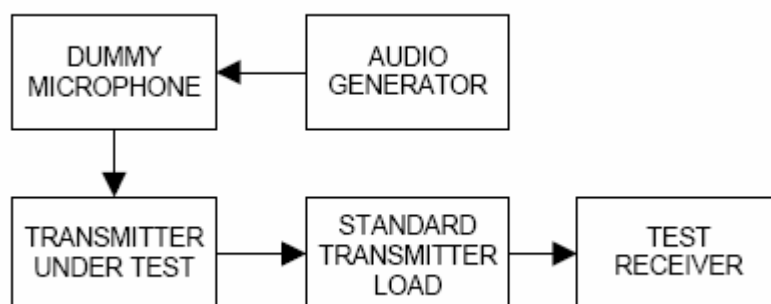 DUMMY
MICROPHONE
AUDIO
GENERATOR
TRANSMITTER
UNDER TEST
STANDARD
TRANSMITTER
LOAD
TEST
RECEIVER